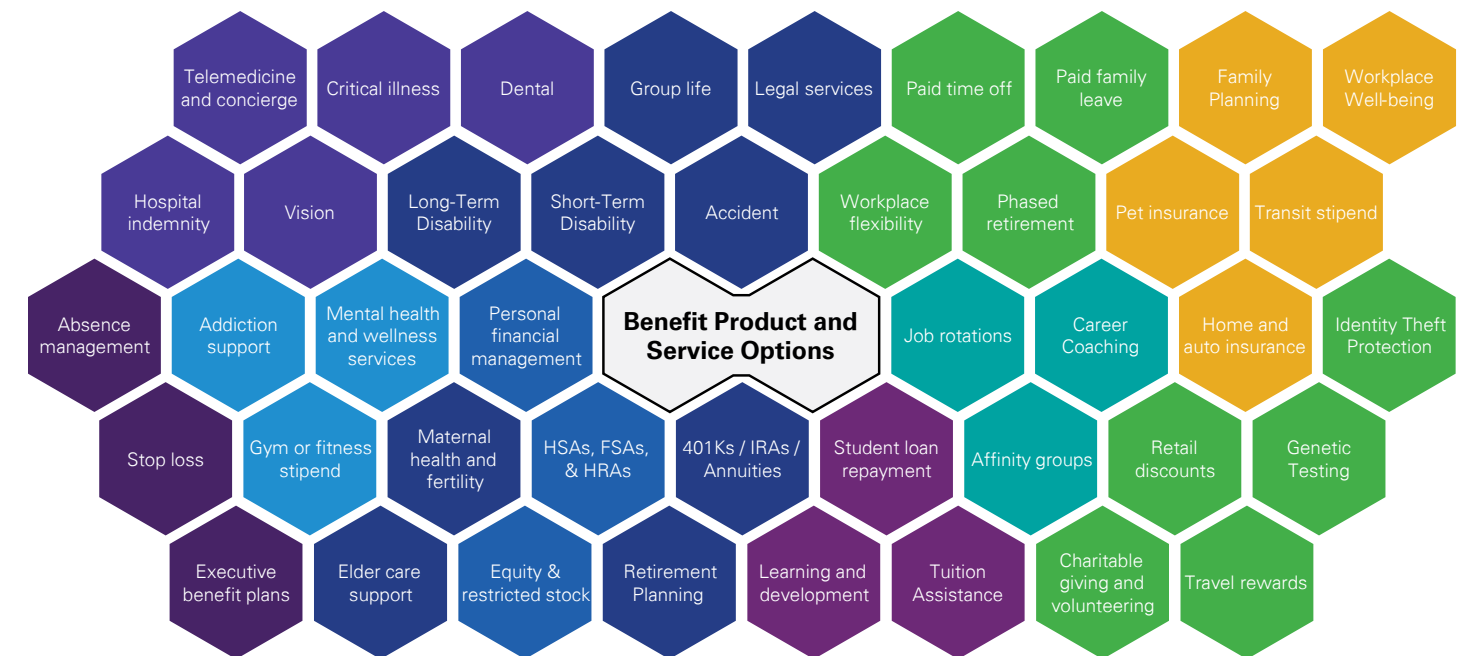 Telemedicine
and concierge
Critical illness
Dental
Group life
Legal services
Paid time off
Paid family
leave
Family
Planning
Workplace
Well-being
Hospital
indemnity
Vision
Long-Term
Disability
Short-Term
Disability
Accident
Workplace
flexibility
Phased
retirement
Pet insurance
Transit stipend
Absence
management
Addiction
support
Mental health
and wellness
services
Personal
financial
management
Benefit Product and
Service Options
Job rotations
Career
Coaching
Home and
auto insurance
Identity Theft
Protection
Stop loss
Gym or fitness
stipend
Maternal
health and
fertility
HSAs, FSAs,
& HRAs
401Ks / IRAs /
Annuities
Student loan
repayment
Affinity groups
Retail
discounts
Genetic
Testing
Executive
benefit plans
Elder care
support
Equity &
restricted stock
Retirement
Planning
Learning and
development
Tuition
Assistance
Charitable
giving and
volunteering
Travel rewards